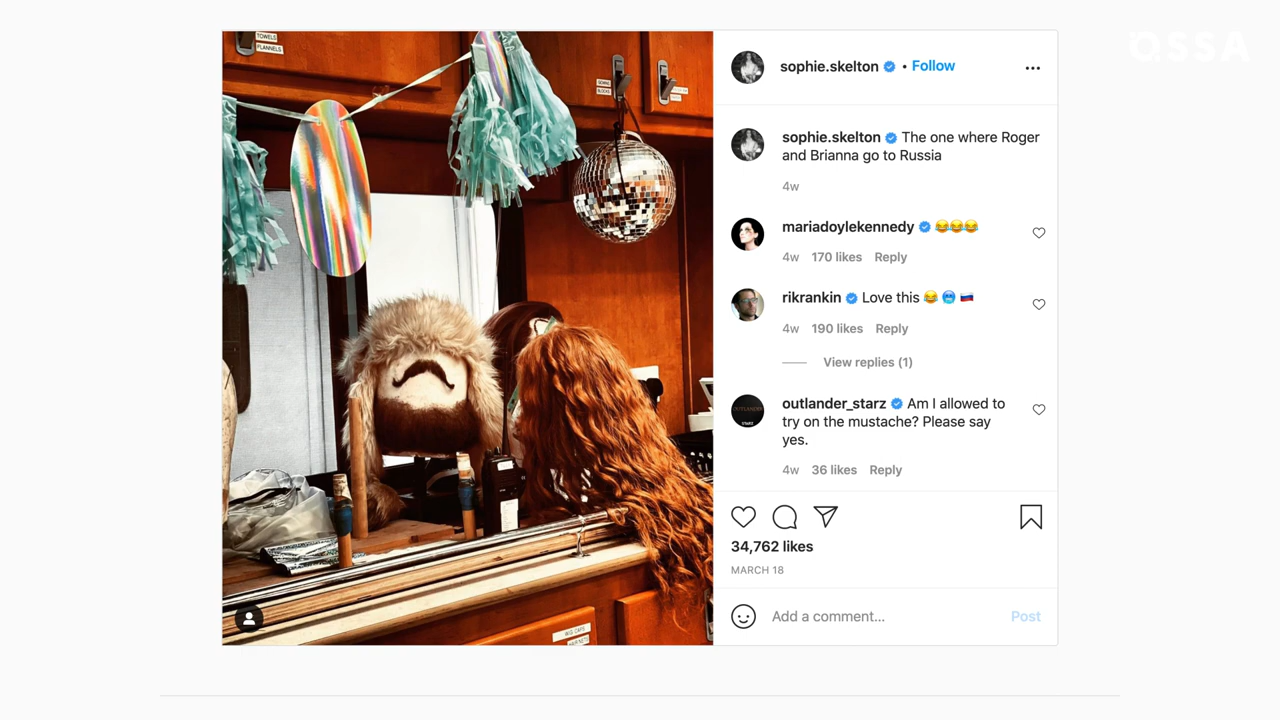 OSSA
TOWELS
FLANNELS
sophie.skelton • Follow
sophie.skelton The one where Roger
and Brianna go to Russia
4w
mariadoylekennedy 😂😂😂
4w 170 likes Reply
rikrankin Love this 😂 🥶 🇷🇺
4w 190 likes Reply
View replies (1)
outlander_starz Am I allowed to
try on the mustache? Please say
yes.
4w 36 likes Reply
34,762 likes
MARCH 18
Add a comment...
Post